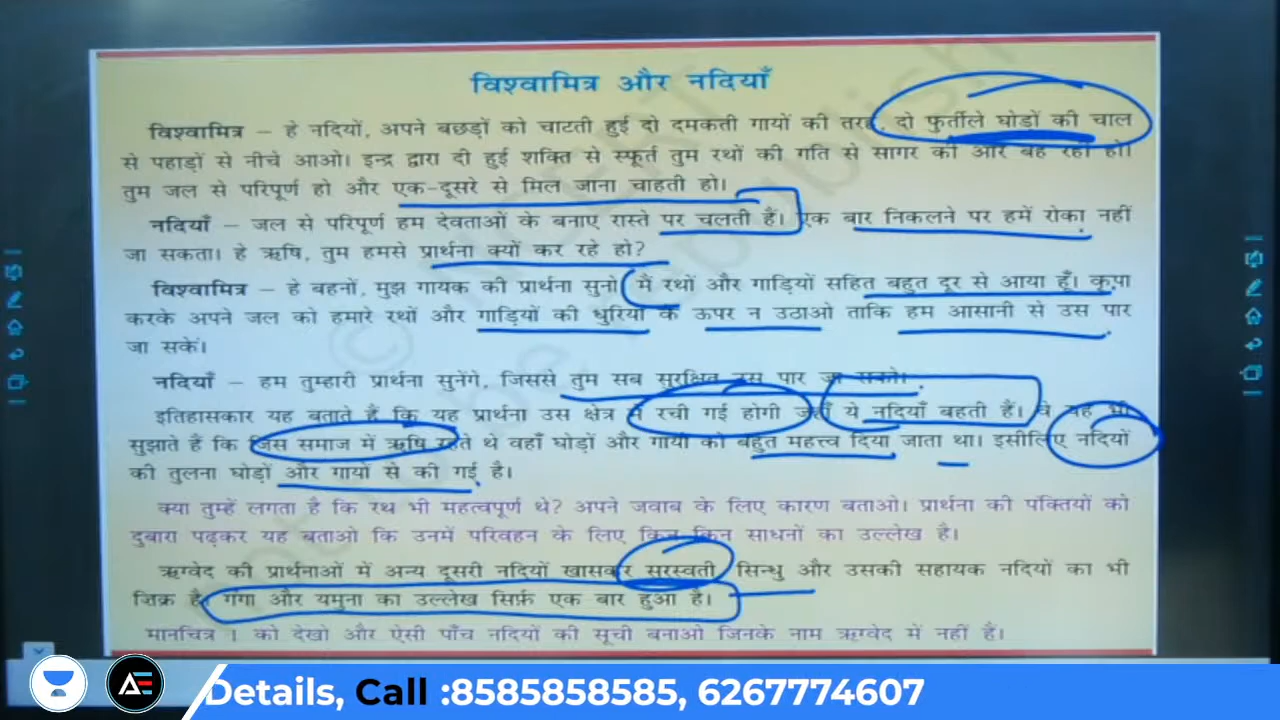 विश्वामित्र और नदियाँ
विश्वामित्र – हे नदियों, अपने बछड़ों को चाटती हुई दो दमकती गायों की तरह, दो फुर्तीले घोड़ों की चाल
से पहाड़ों से नीचे आओ। इन्द्र द्वारा दी हुई शक्ति से स्फूर्त तुम रथों की गति से सागर की ओर बह रही हो।
तुम जल से परिपूर्ण हो और एक-दूसरे से मिल जाना चाहती हो।
नदियाँ – जल से परिपूर्ण हम देवताओं के बनाए रास्ते पर चलती हैं। एक बार निकलने पर हमें रोका नहीं
जा सकता। हे ऋषि, तुम हमसे प्रार्थना क्यों कर रहे हो?
विश्वामित्र – हे बहनों, मुझ गायक की प्रार्थना सुनो। मैं रथों और गाड़ियों सहित बहुत दूर से आया हूँ। कृपा
करके अपने जल को हमारे रथों और गाड़ियों की धुरियों के ऊपर न उठाओ ताकि हम आसानी से उस पार
जा सकें।
नदियाँ – हम तुम्हारी प्रार्थना सुनेंगे, जिससे तुम सब सुरक्षित उस पार जा सको।
इतिहासकार यह बताते हैं कि यह प्रार्थना उस क्षेत्र में रची गई होगी जहाँ ये नदियाँ बहती हैं। वे यह भी
सुझाते हैं कि जिस समाज में ऋषि रहते थे वहाँ घोड़ों और गायों को बहुत महत्त्व दिया जाता था। इसीलिए नदियों
की तुलना घोड़ों और गायों से की गई है।
क्या तुम्हें लगता है कि रथ भी महत्वपूर्ण थे? अपने जवाब के लिए कारण बताओ। प्रार्थना की पंक्तियों को
दुबारा पढ़कर यह बताओ कि उनमें परिवहन के लिए किन किन साधनों का उल्लेख है।
ऋग्वेद की प्रार्थनाओं में अन्य दूसरी नदियों खासकर सरस्वती सिन्धु और उसकी सहायक नदियों का भी
ज़िक्र है। गंगा और यमुना का उल्लेख सिर्फ़ एक बार हुआ है।
मानचित्र 1 को देखो और ऐसी पाँच नदियों की सूची बनाओ जिनके नाम ऋग्वेद में नहीं हैं।
Details, Call :8585858585, 6267774607